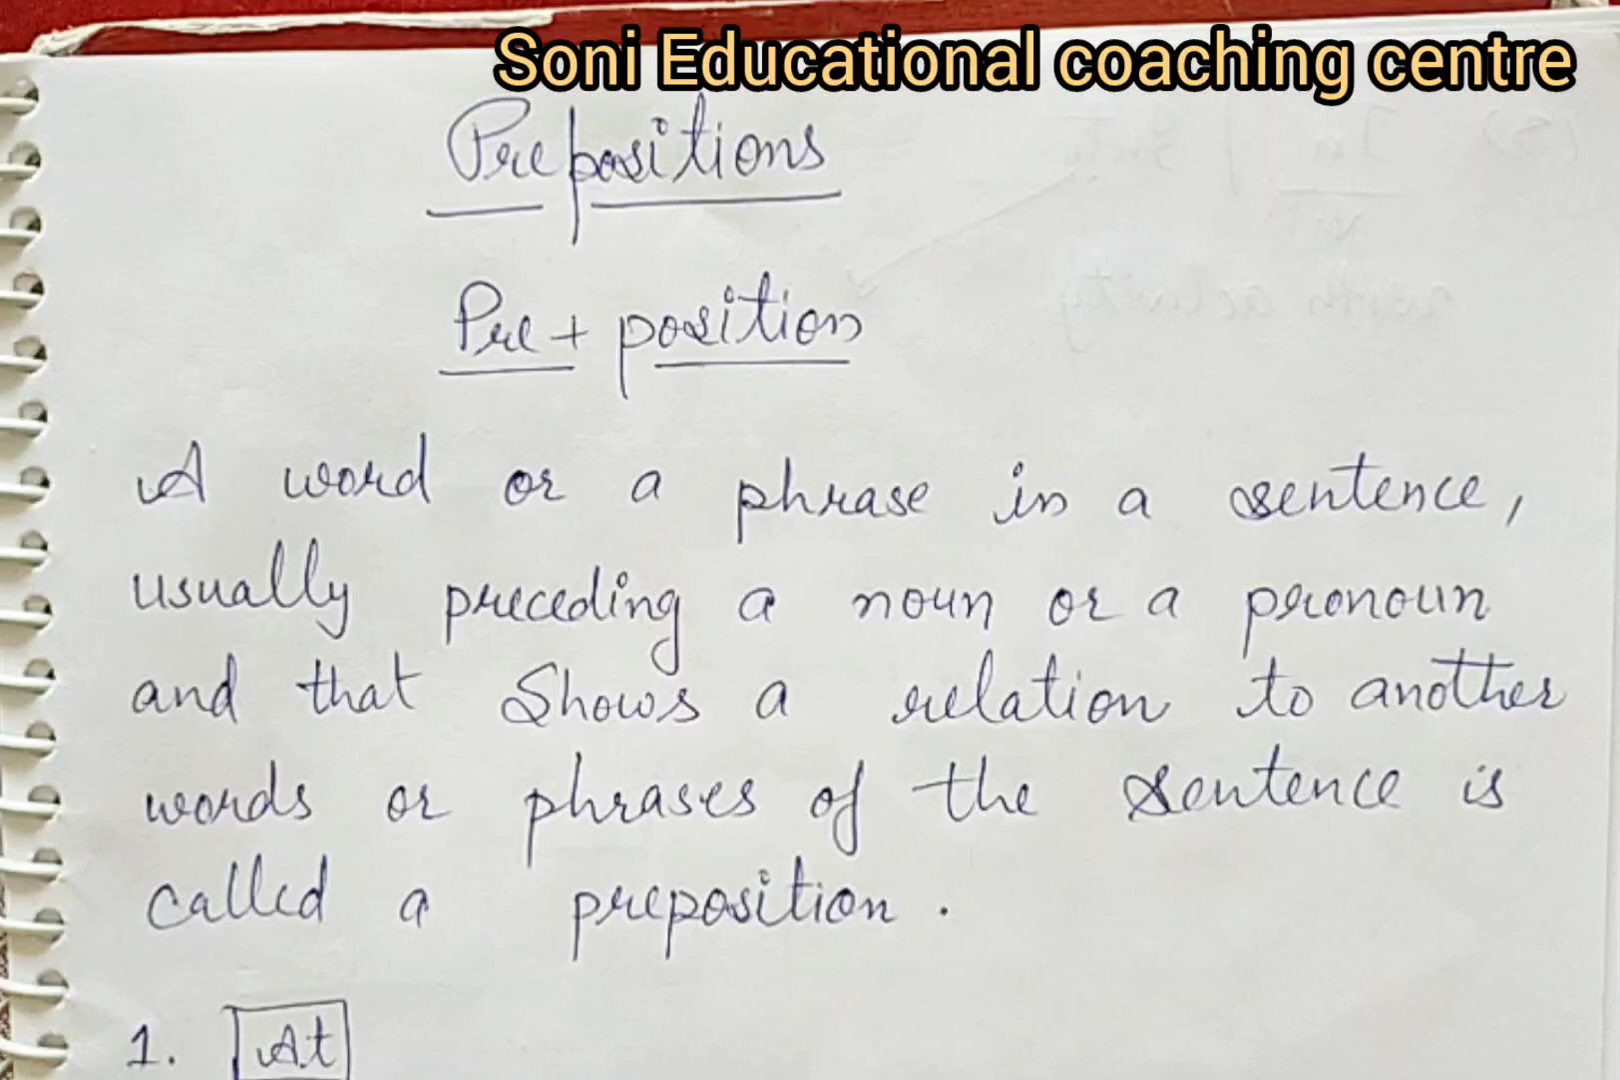 Soni Educational coaching centre
Prepositions
Pre + position
A word or a phrase in a sentence,
usually preceding a noun or a pronoun
and that Shows a relation to another
words or phrases of the sentence is
called a preposition.
1. At